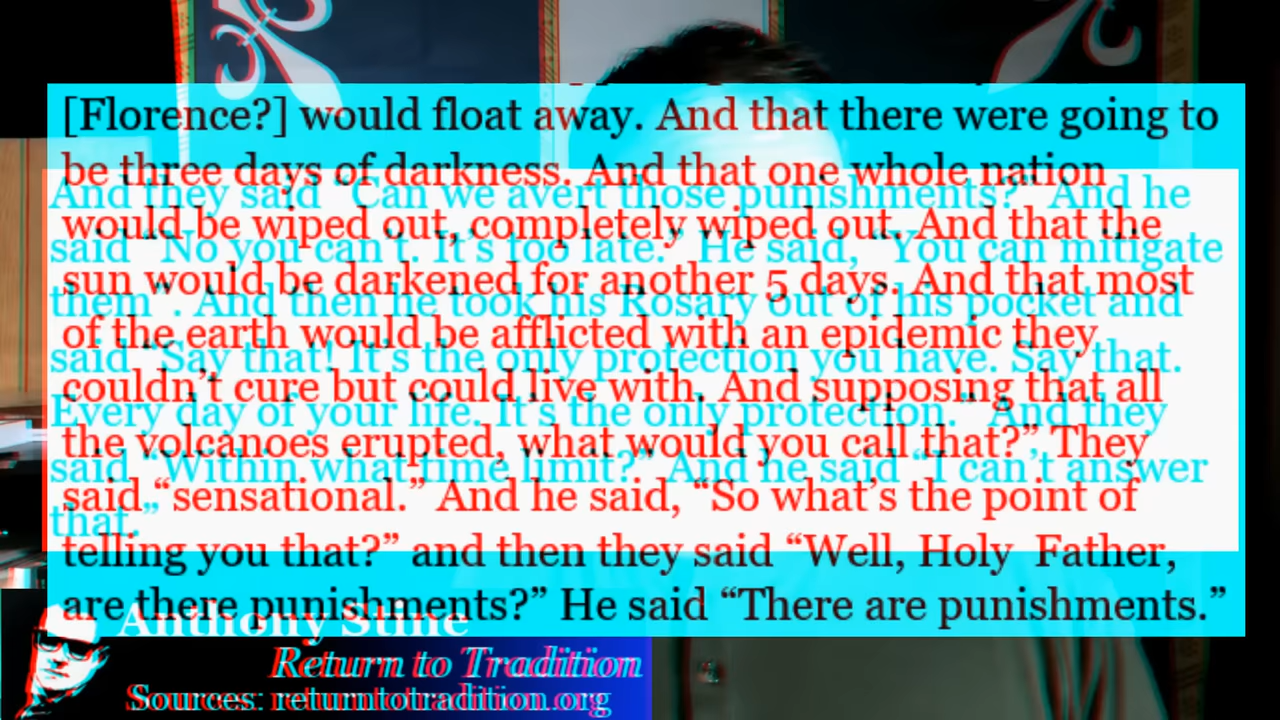 [Florence?] would float away. And that there were going to
be three days of darkness. And that one whole nation
would be wiped out, completely wiped out. And that the
sun would be darkened for another 5 days. And that most
of the earth would be afflicted with an epidemic they
couldn’t cure but could live with. And supposing that all
the volcanoes erupted, what would you call that?” They
said “sensational.” And he said, “So what’s the point of
telling you that?” and then they said “Well, Holy Father,
are there punishments?” He said “There are punishments.”
And they said “Can we avert those punishments?” And he
said “No you can’t. It’s too late.” He said, “You can mitigate
them”. And then he took his Rosary out of his pocket and
said “Say that! It’s the only protection you have. Say that.
Every day of your life. It’s the only protection.” And they
said “Within what time limit?” And he said “I can’t answer
that.”
Anthony Stine
Return to Tradition
Sources: returntotradition.org